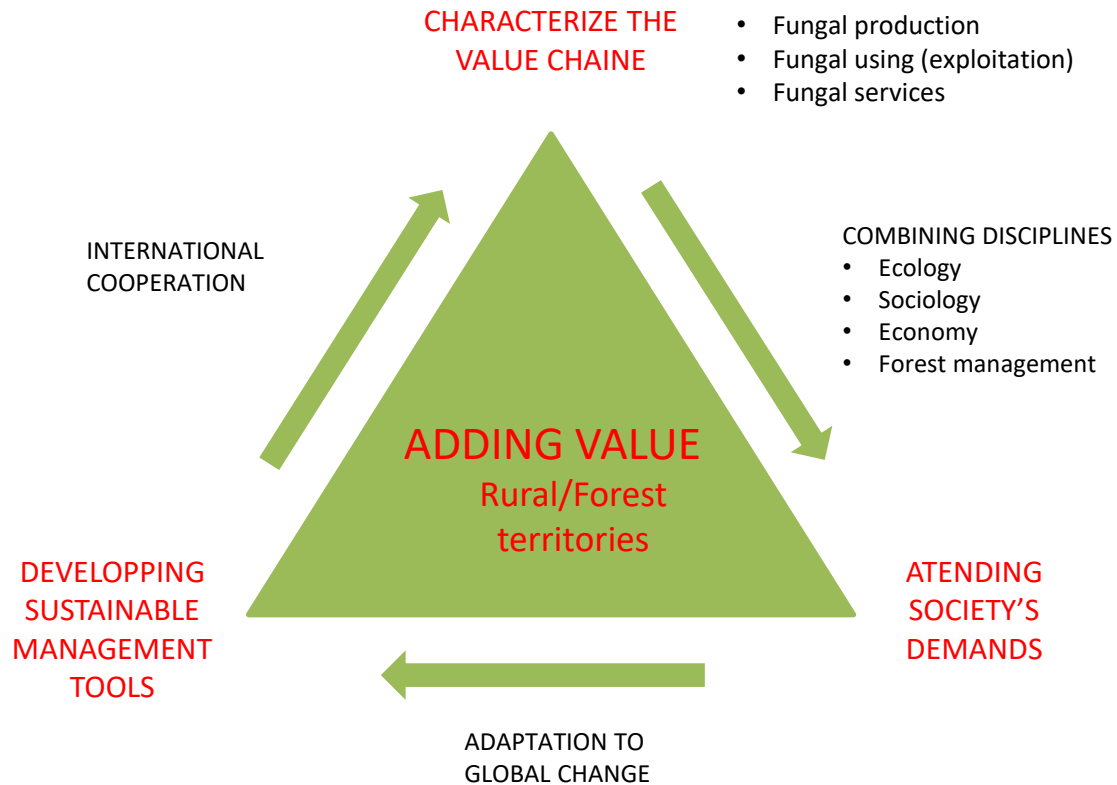 CHARACTERIZE THE
VALUE CHAINE
• Fungal production
• Fungal using (exploitation)
• Fungal services
INTERNATIONAL
COOPERATION
COMBINING DISCIPLINES
• Ecology
• Sociology
• Economy
• Forest management
ADDING VALUE
Rural/Forest
territories
DEVELOPPING
SUSTAINABLE
MANAGEMENT
TOOLS
ATENDING
SOCIETY’S
DEMANDS
ADAPTATION TO
GLOBAL CHANGE